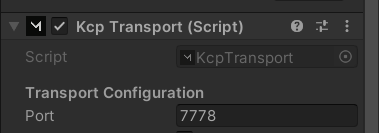 Kcp Transport (Script)
Script KcpTransport
Transport Configuration
Port 7778